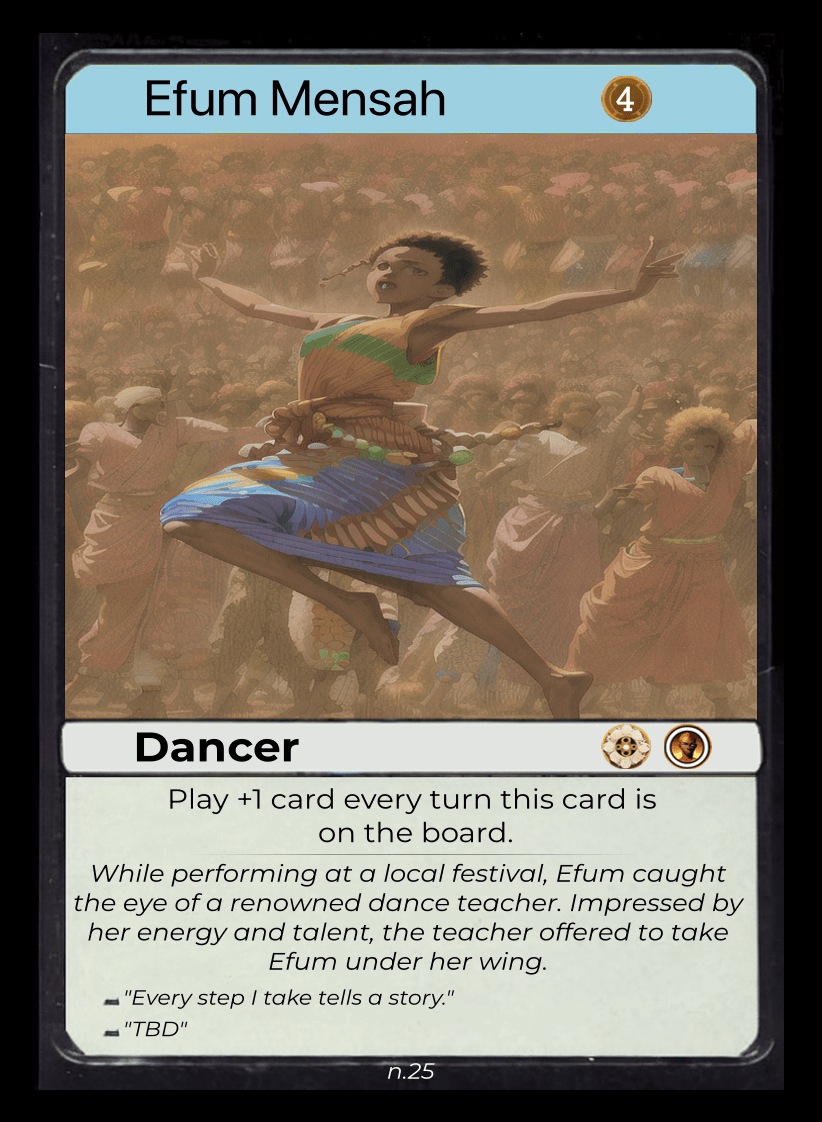 Efum Mensah
4
Dancer
Play +1 card every turn this card is
on the board.
While performing at a local festival, Efum caught
the eye of a renowned dance teacher. Impressed by
her energy and talent, the teacher offered to take
Efum under her wing.
"Every step I take tells a story."
"TBD"
n.25